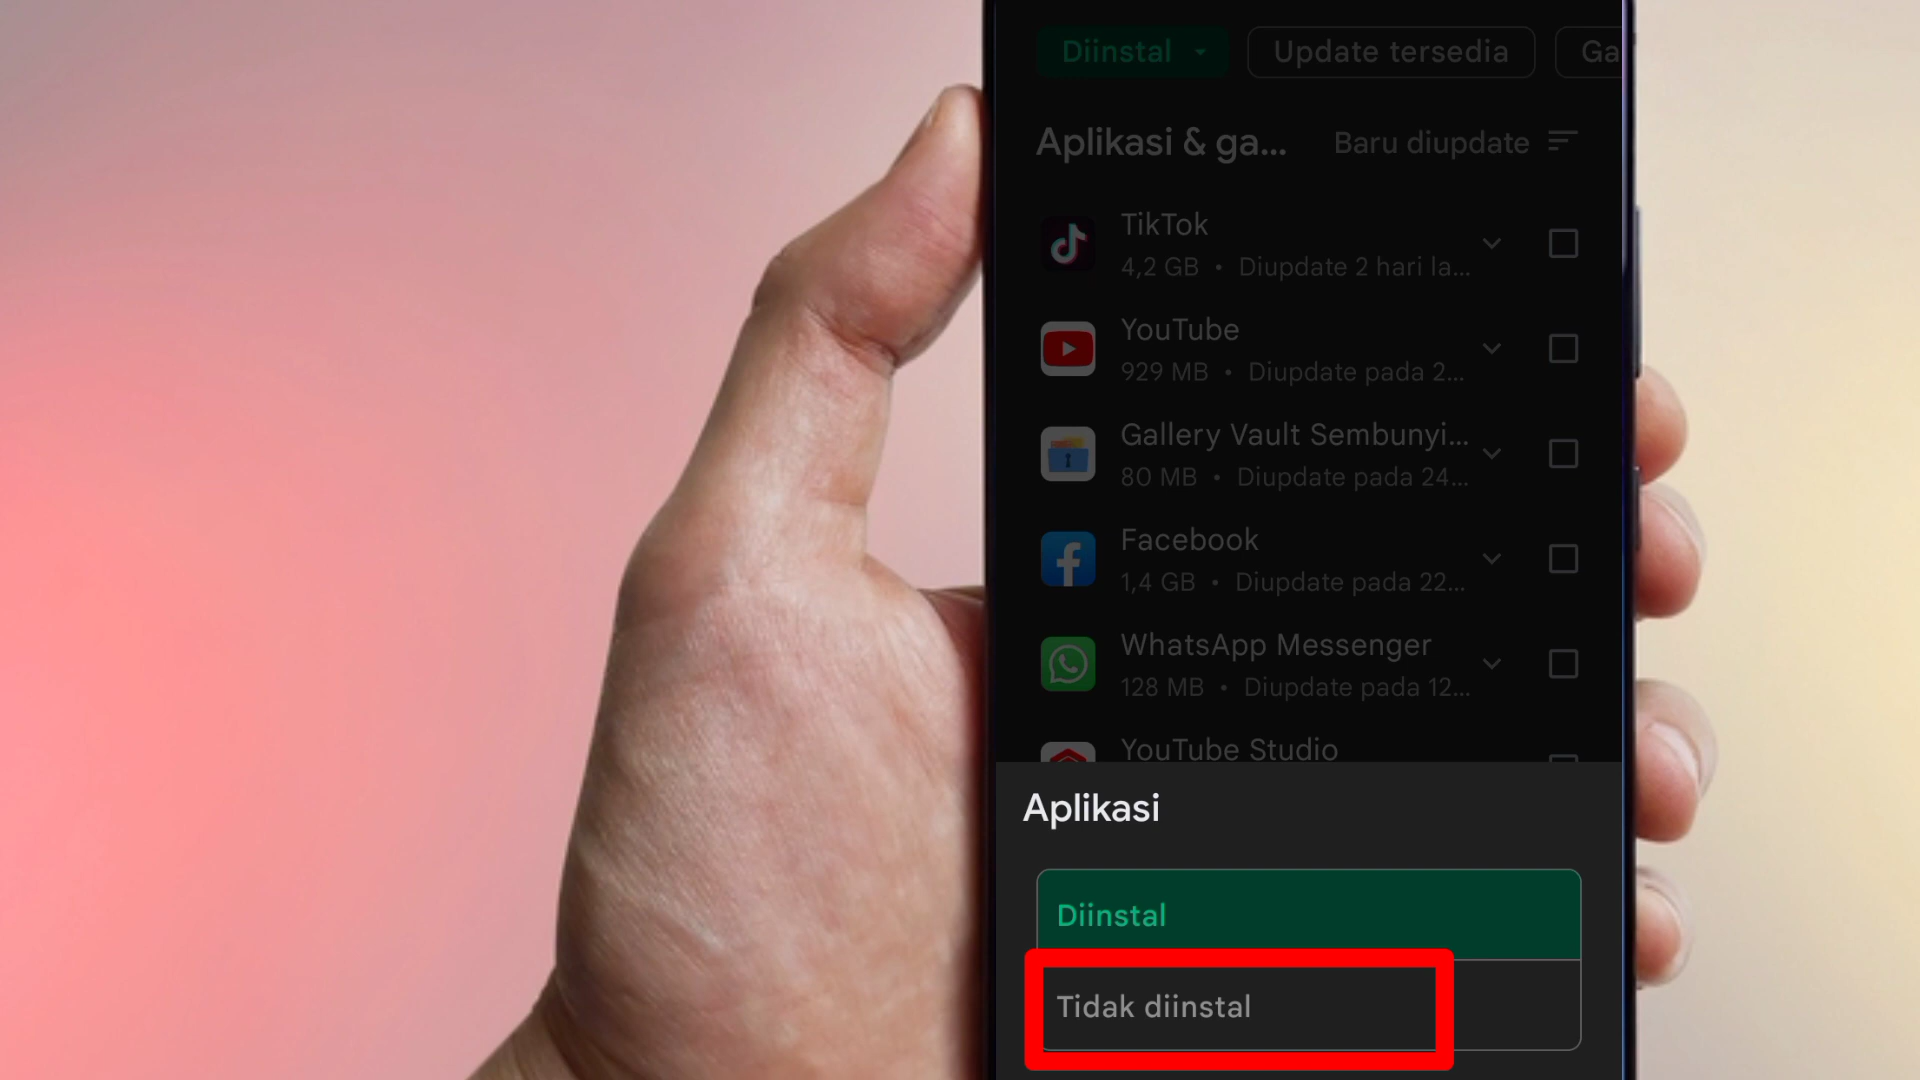 Diinstal
Update tersedia
Ga
Aplikasi & ga...
Baru diupdate
TikTok
4,2 GB • Diupdate 2 hari la...
YouTube
929 MB • Diupdate pada 2...
Gallery Vault Sembunyi...
80 MB • Diupdate pada 24...
Facebook
1,4 GB • Diupdate pada 22...
WhatsApp Messenger
128 MB • Diupdate pada 12...
YouTube Studio
Aplikasi
Diinstal
Tidak diinstal